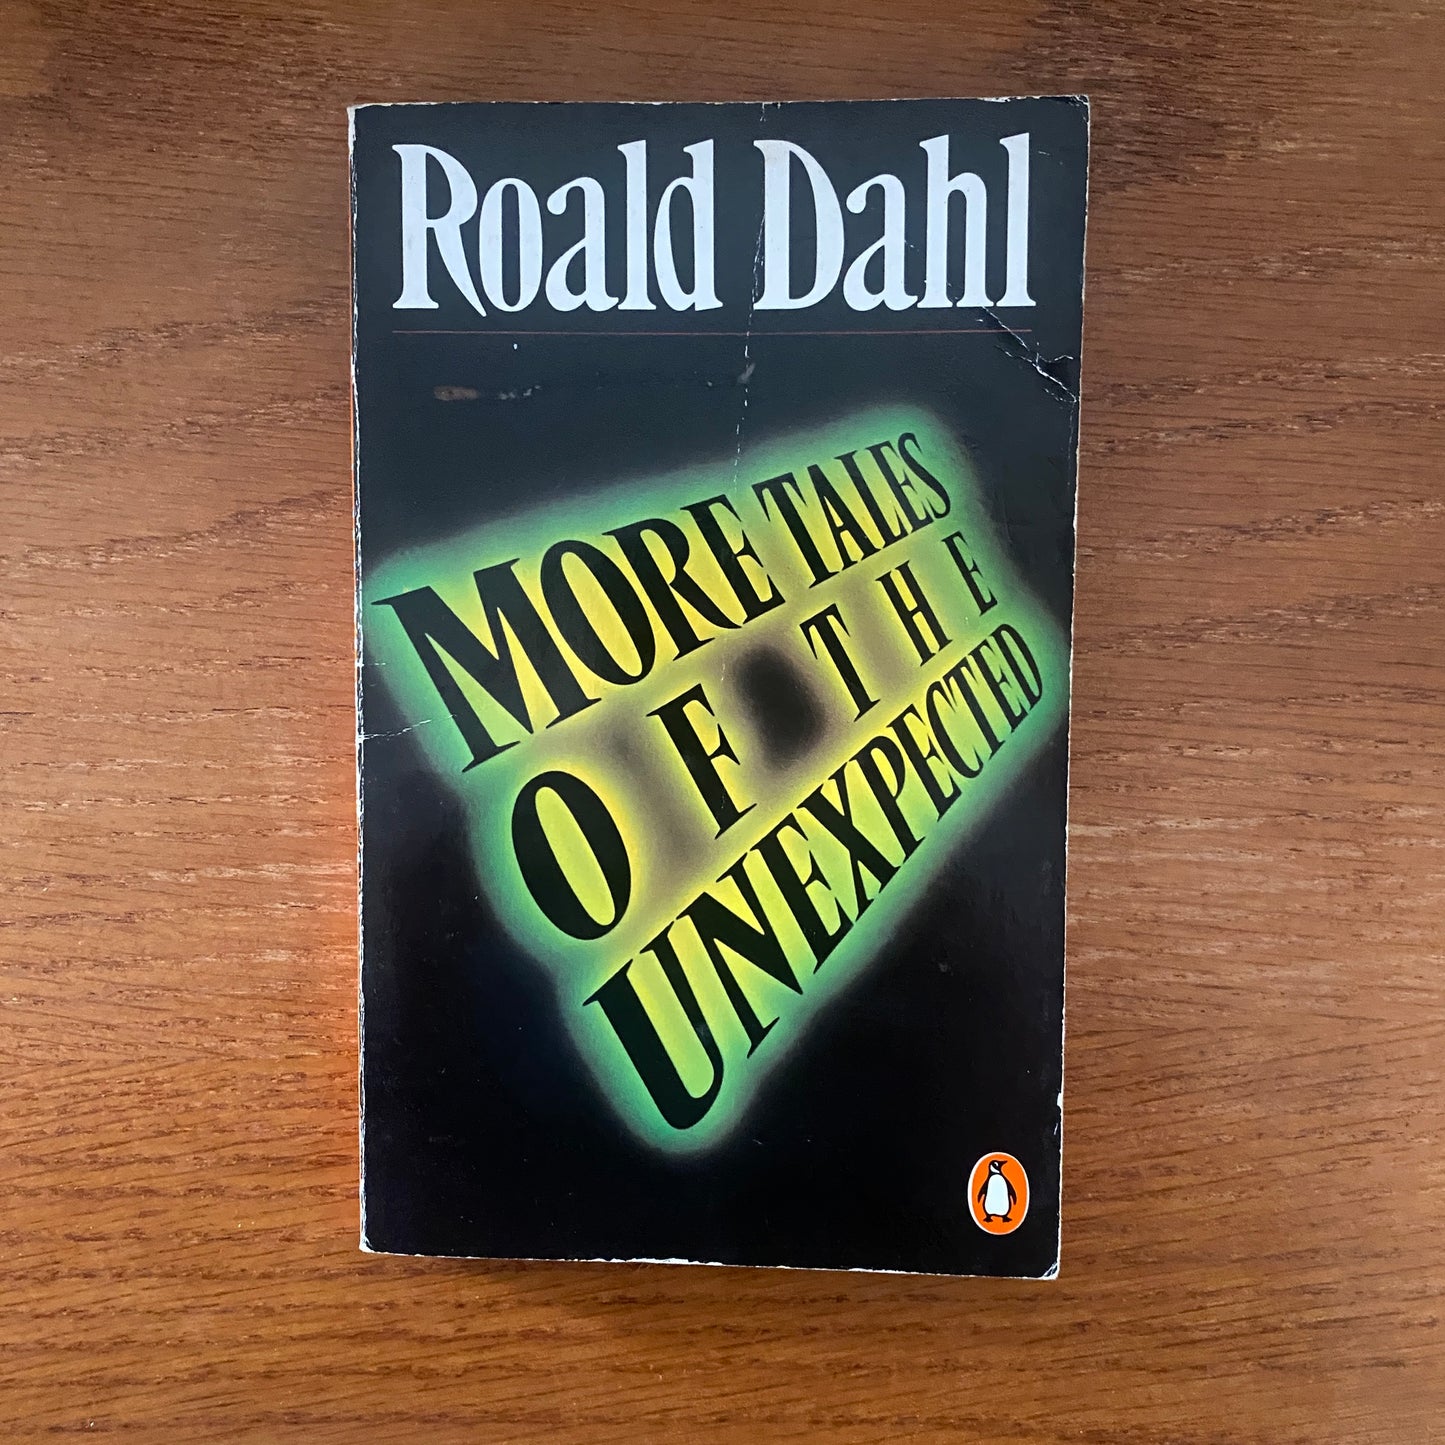 Roald Dahl
MORE TALES
OF THE
UNEXPECTED